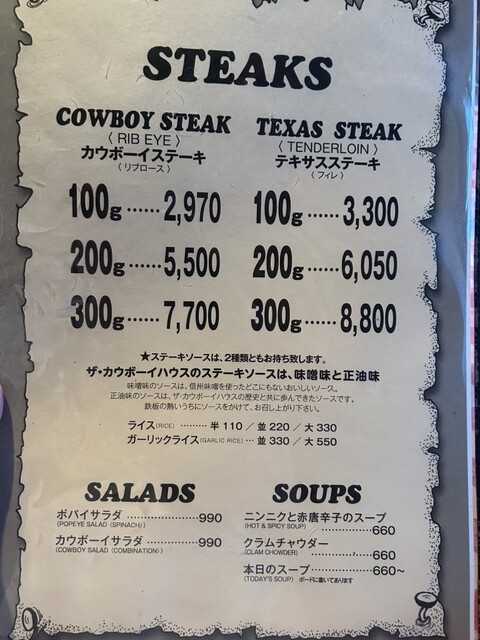 STEAKS
COWBOY STEAK
〈 RIB EYE 〉
カウボーイステーキ
〈 リブロース 〉
100g ...... 2,970
200g ...... 5,500
300g ...... 7,700
TEXAS STEAK
〈 TENDERLOIN 〉
テキサスステーキ
〈 フィレ 〉
100g ...... 3,300
200g ...... 6,050
300g ...... 8,800
★ステーキソースは、2種類ともお持ち致します。
ザ・カウボーイハウスのステーキソースは、味噌味と正油味
味噌味のソースは、信州味噌を使ったどこにもないおいしいソース。
正油味のソースは、ザ・カウボーイハウスの歴史と共に歩んできたソースです。
鉄板の熱いうちにソースをかけて、お召し上がり下さい。
ライス(RICE) ......... 半 110 ／ 並 220 ／ 大 330
ガーリックライス(GARLIC RICE) ... 並 330 ／ 大 550
SALADS
ポパイサラダ ..................990
(POPEYE SALAD (SPINACH))
カウボーイサラダ ............990
(COWBOY SALAD (COMBINATION))
SOUPS
ニンニクと赤唐辛子のスープ
(HOT & SPICY SOUP) ..................660
クラムチャウダー
(CLAM CHOWDER) ..................660
本日のスープ ..................660～
(TODAY'S SOUP) ボードに書いてあります